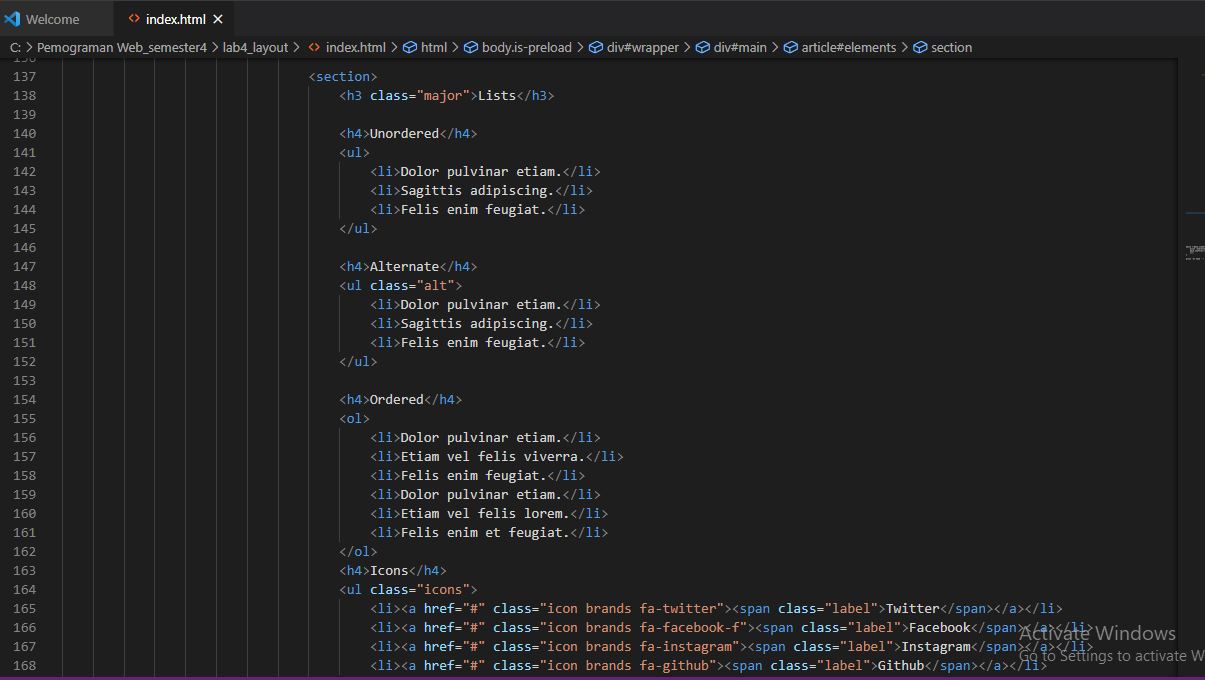 Welcome
index.html
C: > Pemograman Web_semester4 > lab4_layout > index.html > html > body.is-preload > div#wrapper > div#main > article#elements > section
136
137 <section>
138 <h3 class="major">Lists</h3>
139
140 <h4>Unordered</h4>
141 <ul>
142 <li>Dolor pulvinar etiam.</li>
143 <li>Sagittis adipiscing.</li>
144 <li>Felis enim feugiat.</li>
145 </ul>
146
147 <h4>Alternate</h4>
148 <ul class="alt">
149 <li>Dolor pulvinar etiam.</li>
150 <li>Sagittis adipiscing.</li>
151 <li>Felis enim feugiat.</li>
152 </ul>
153
154 <h4>Ordered</h4>
155 <ol>
156 <li>Dolor pulvinar etiam.</li>
157 <li>Etiam vel felis viverra.</li>
158 <li>Felis enim feugiat.</li>
159 <li>Dolor pulvinar etiam.</li>
160 <li>Etiam vel felis lorem.</li>
161 <li>Felis enim et feugiat.</li>
162 </ol>
163 <h4>Icons</h4>
164 <ul class="icons">
165 <li><a href="#" class="icon brands fa-twitter"><span class="label">Twitter</span></a></li>
166 <li><a href="#" class="icon brands fa-facebook-f"><span class="label">Facebook</span></a></li>
167 <li><a href="#" class="icon brands fa-instagram"><span class="label">Instagram</span></a></li>
168 <li><a href="#" class="icon brands fa-github"><span class="label">Github</span></a></li>
Activate Windows
Go to Settings to activate W